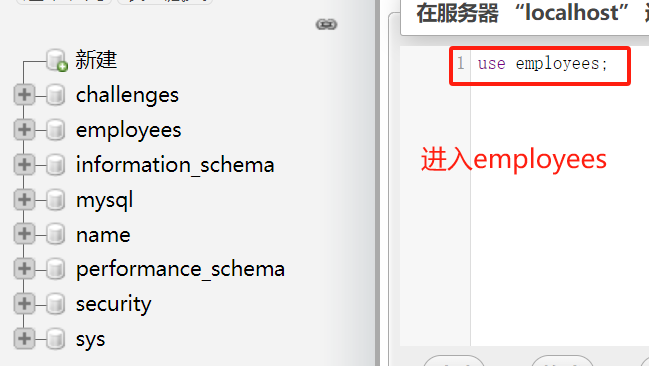 新建
challenges
employees
information_schema
mysql
name
performance_schema
security
sys
在服务器 “localhost”
1 use employees;
进入employees